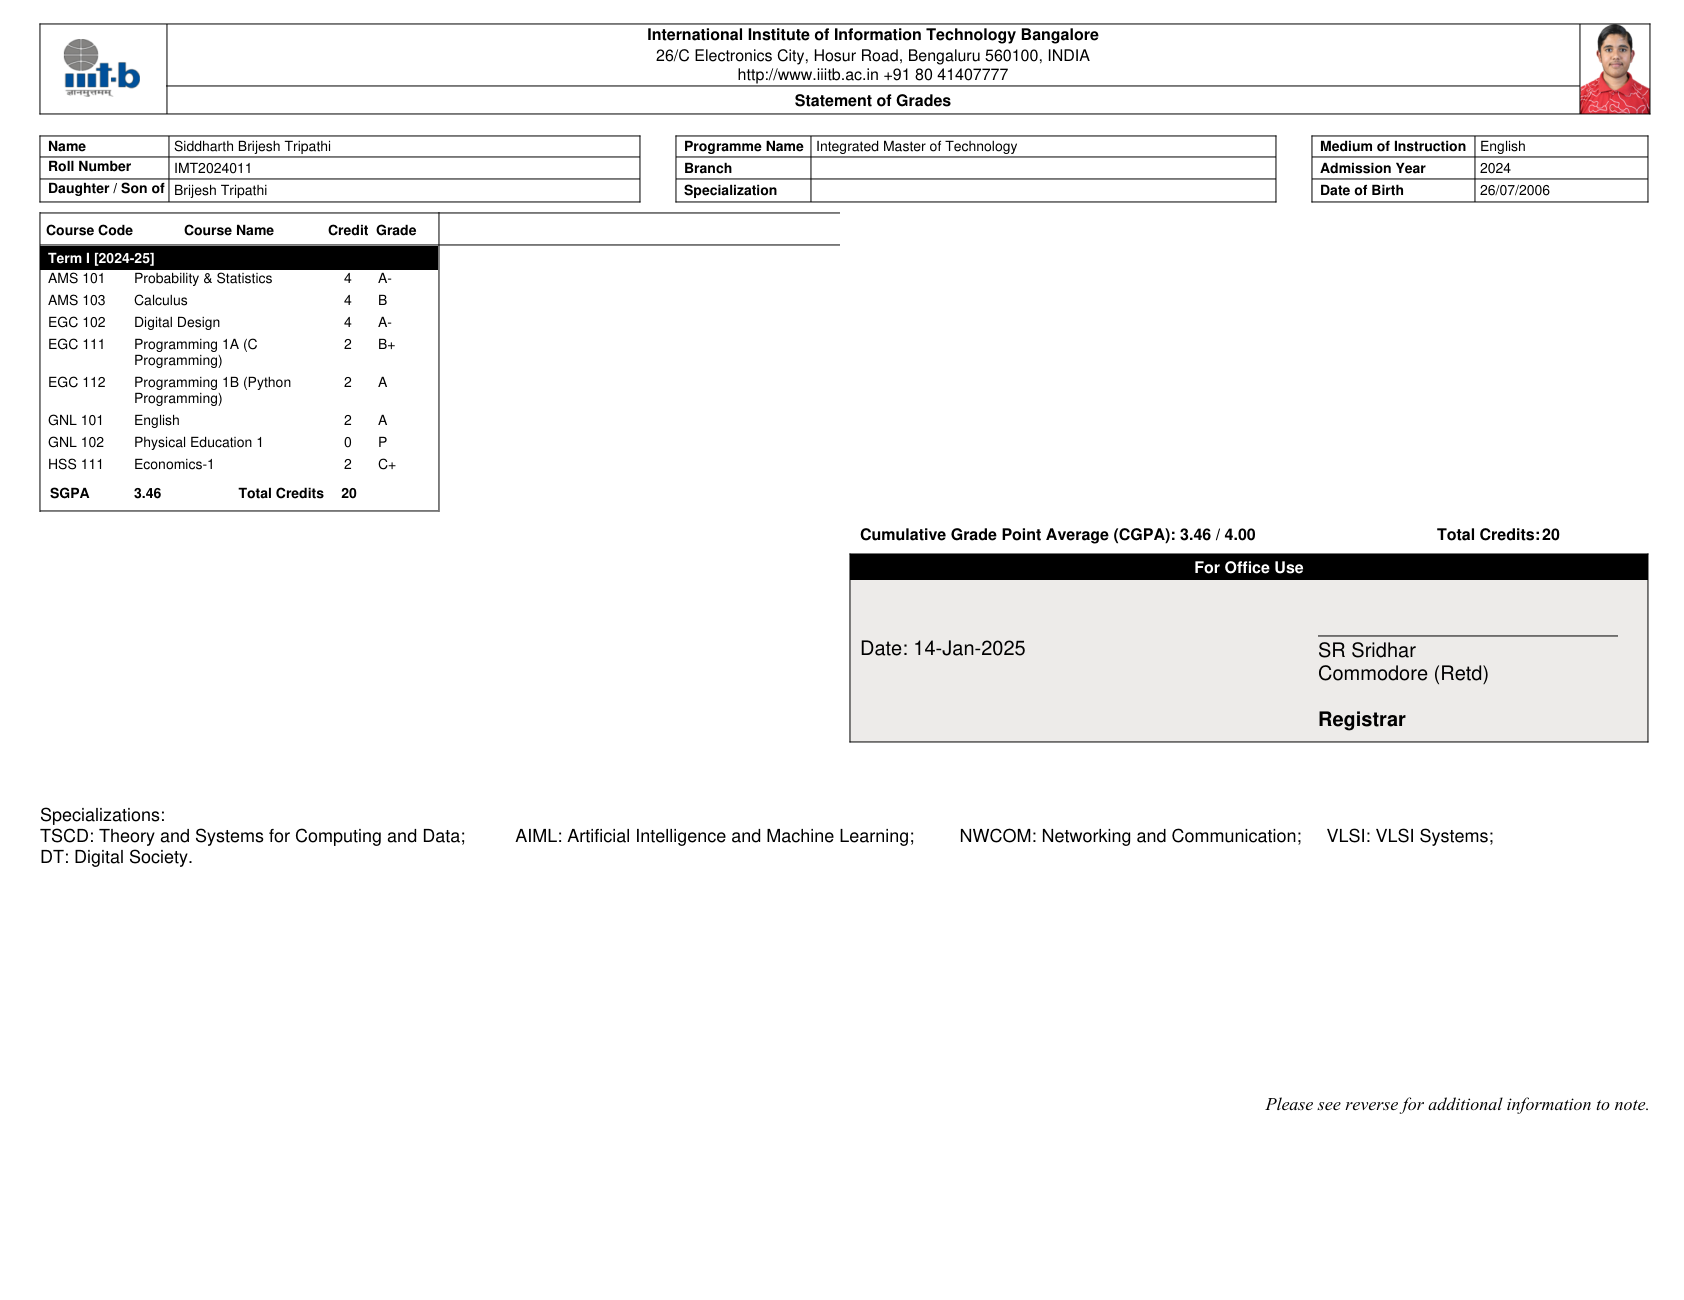 iiit-b
ज्ञानमुत्तमम्
International Institute of Information Technology Bangalore
26/C Electronics City, Hosur Road, Bengaluru 560100, INDIA
http://www.iiitb.ac.in +91 80 41407777
Statement of Grades
Name Siddharth Brijesh Tripathi
Roll Number IMT2024011
Daughter / Son of Brijesh Tripathi
Programme Name Integrated Master of Technology
Branch
Specialization
Medium of Instruction English
Admission Year 2024
Date of Birth 26/07/2006
Course Code Course Name Credit Grade
Term I [2024-25]
AMS 101 Probability & Statistics 4 A-
AMS 103 Calculus 4 B
EGC 102 Digital Design 4 A-
EGC 111 Programming 1A (C 2 B+
Programming)
EGC 112 Programming 1B (Python 2 A
Programming)
GNL 101 English 2 A
GNL 102 Physical Education 1 0 P
HSS 111 Economics-1 2 C+
SGPA 3.46 Total Credits 20
Cumulative Grade Point Average (CGPA): 3.46 / 4.00 Total Credits: 20
For Office Use
Date: 14-Jan-2025
SR Sridhar
Commodore (Retd)
Registrar
Specializations:
TSCD: Theory and Systems for Computing and Data; AIML: Artificial Intelligence and Machine Learning; NWCOM: Networking and Communication; VLSI: VLSI Systems;
DT: Digital Society.
Please see reverse for additional information to note.